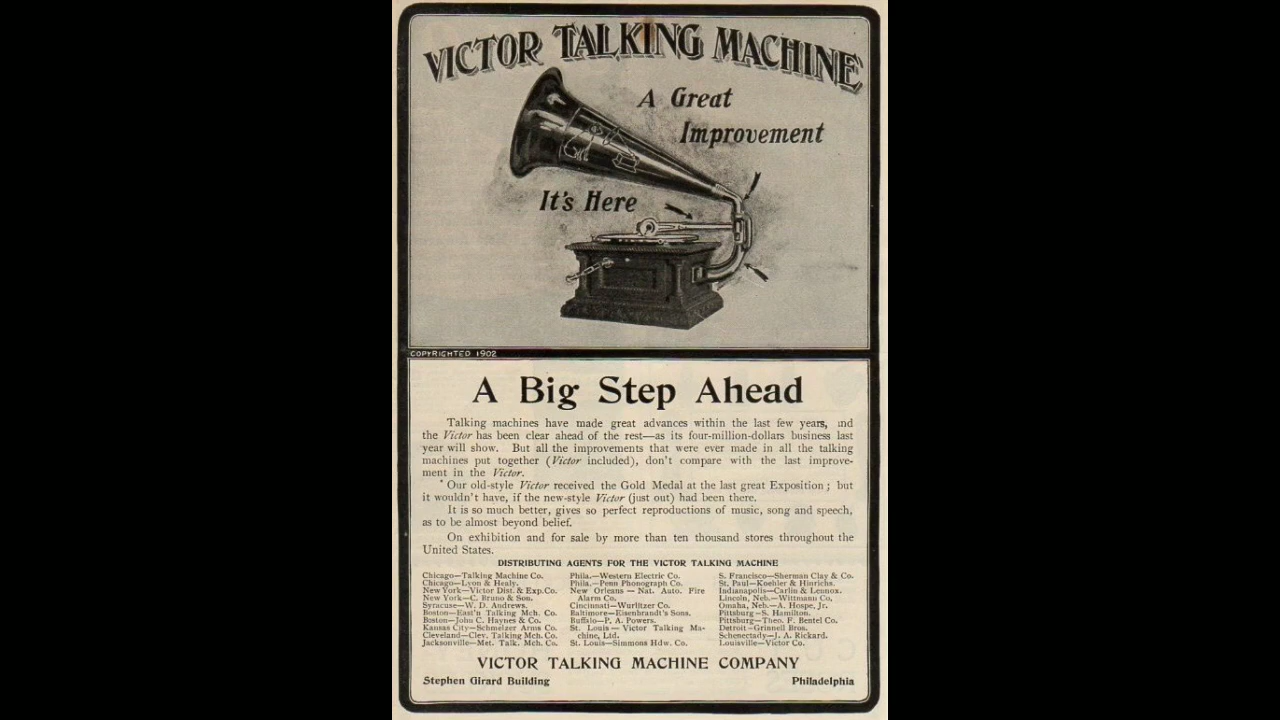 VICTOR TALKING MACHINE
A Great
Improvement
It's Here
COPYRIGHTED 1902
A Big Step Ahead
Talking machines have made great advances within the last few years, and
the Victor has been clear ahead of the rest—as its four-million-dollars business last
year will show. But all the improvements that were ever made in all the talking
machines put together (Victor included), don't compare with the last improve-
ment in the Victor.
Our old-style Victor received the Gold Medal at the last great Exposition; but
it wouldn't have, if the new-style Victor (just out) had been there.
It is so much better, gives so perfect reproductions of music, song and speech,
as to be almost beyond belief.
On exhibition and for sale by more than ten thousand stores throughout the
United States.
DISTRIBUTING AGENTS FOR THE VICTOR TALKING MACHINE
Chicago—Talking Machine Co.
Chicago—Lyon & Healy.
New York—Victor Dist. & Exp.Co.
New York—C. Bruno & Son.
Syracuse—W. D. Andrews.
Boston—East'n Talking Mch. Co.
Boston—John C. Haynes & Co.
Kansas City—Schmelzer Arms Co.
Cleveland—Clev. Talking Mch. Co.
Jacksonville—Met. Talk. Mch. Co.
Phila.—Western Electric Co.
Phila.—Penn Phonograph Co.
New Orleans — Nat. Auto. Fire
Alarm Co.
Cincinnati—Wurlitzer Co.
Baltimore—Eisenbrandt's Sons.
Buffalo—P. A. Powers.
St. Louis — Victor Talking Ma-
chine, Ltd.
St. Louis—Simmons Hdw. Co.
S. Francisco—Sherman Clay & Co.
St. Paul—Koehler & Hinrichs.
Indianapolis—Carlin & Lennox.
Lincoln, Neb.—Wittmann Co.
Omaha, Neb.—A. Hospe, Jr.
Pittsburg—S. Hamilton.
Pittsburg—Theo. F. Bentel Co.
Detroit—Grinnell Bros.
Schenectady—J. A. Rickard.
Louisville—Victor Co.
VICTOR TALKING MACHINE COMPANY
Stephen Girard Building
Philadelphia